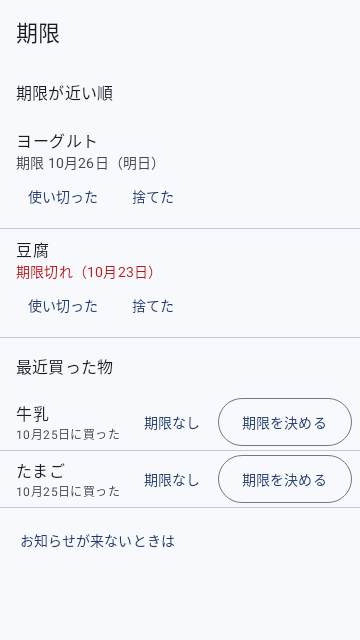 期限
期限が近い順
ヨーグルト
期限 10月26日（明日）
使い切った 捨てた
豆腐
期限切れ（10月23日）
使い切った 捨てた
最近買った物
牛乳
10月25日に買った
期限なし 期限を決める
たまご
10月25日に買った
期限なし 期限を決める
お知らせが来ないときは